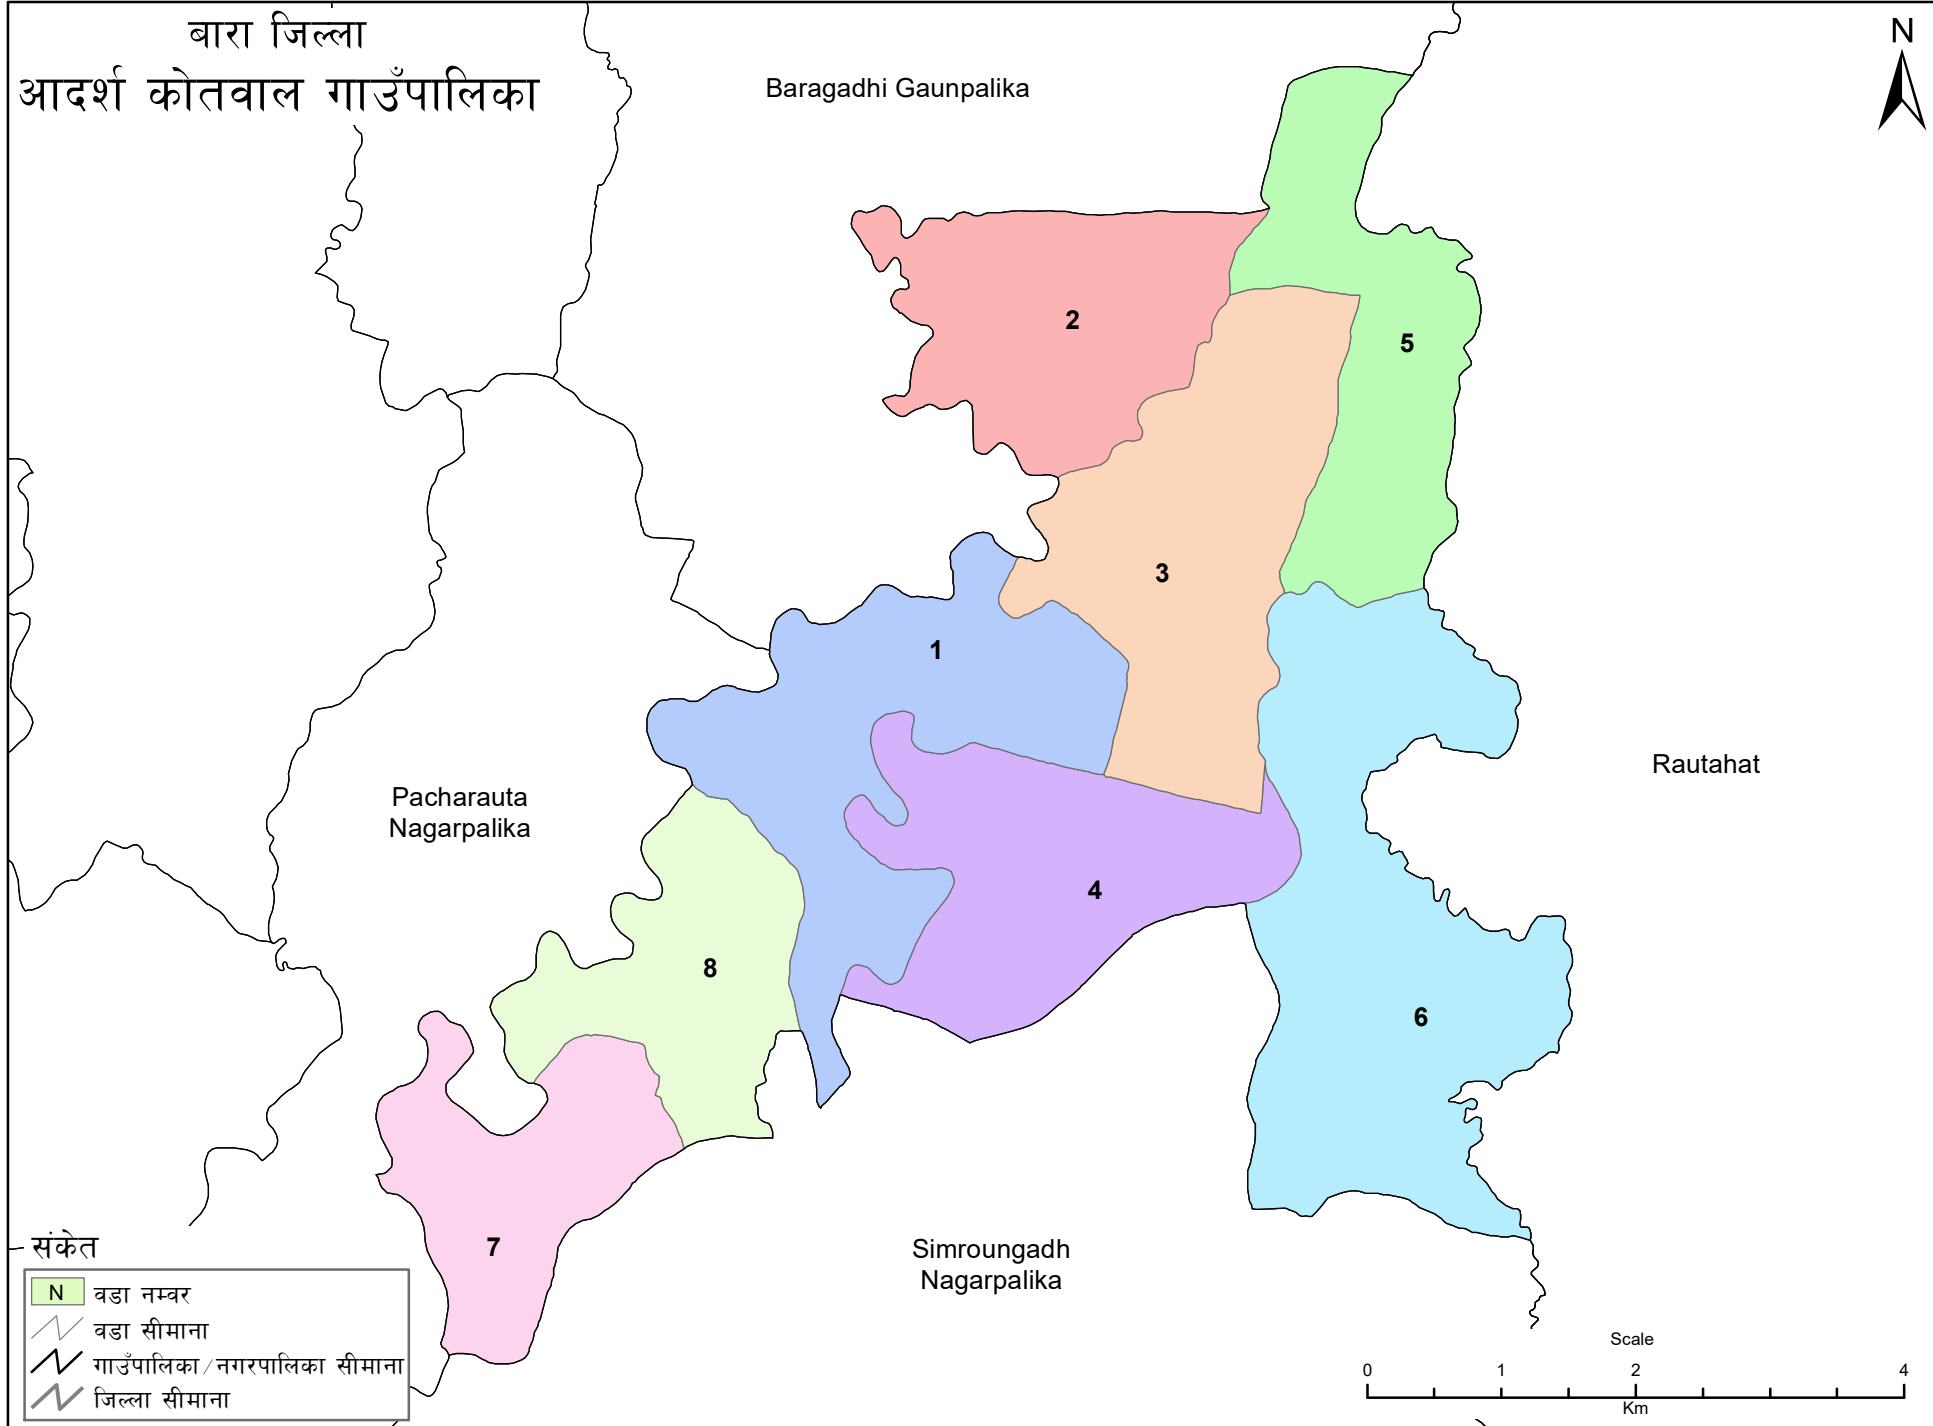 बारा जिल्ला
आदर्श कोतवाल गाउँपालिका
Baragadhi Gaunpalika
N
2
5
3
1
Rautahat
Pacharauta
Nagarpalika
4
8
6
7
Simroungadh
Nagarpalika
संकेत
N वडा नम्वर
वडा सीमाना
गाउँपालिका/नगरपालिका सीमाना
जिल्ला सीमाना
Scale
0 1 2 4
Km